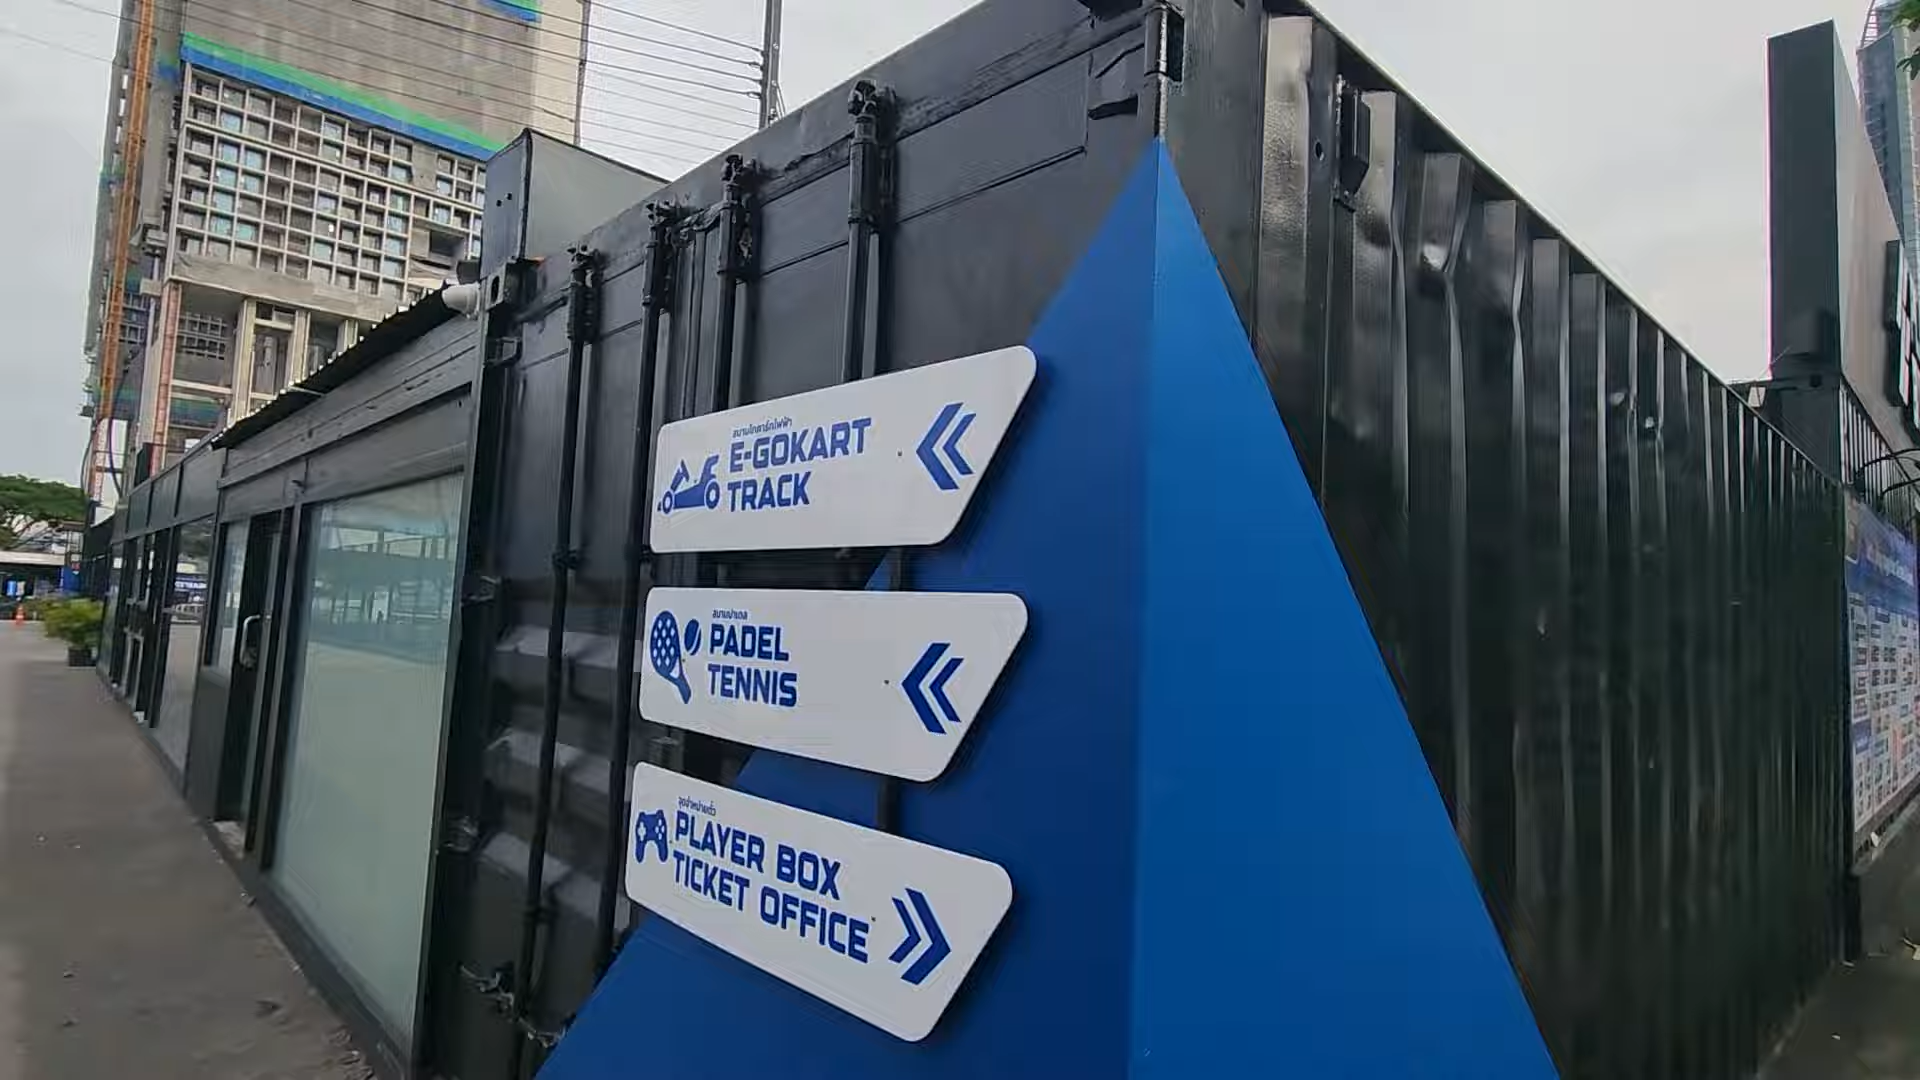 สนามโกคาร์ทไฟฟ้า
E-GOKART
TRACK
สนามพาเดล
PADEL
TENNIS
จุดจำหน่ายตั๋ว
PLAYER BOX
TICKET OFFICE